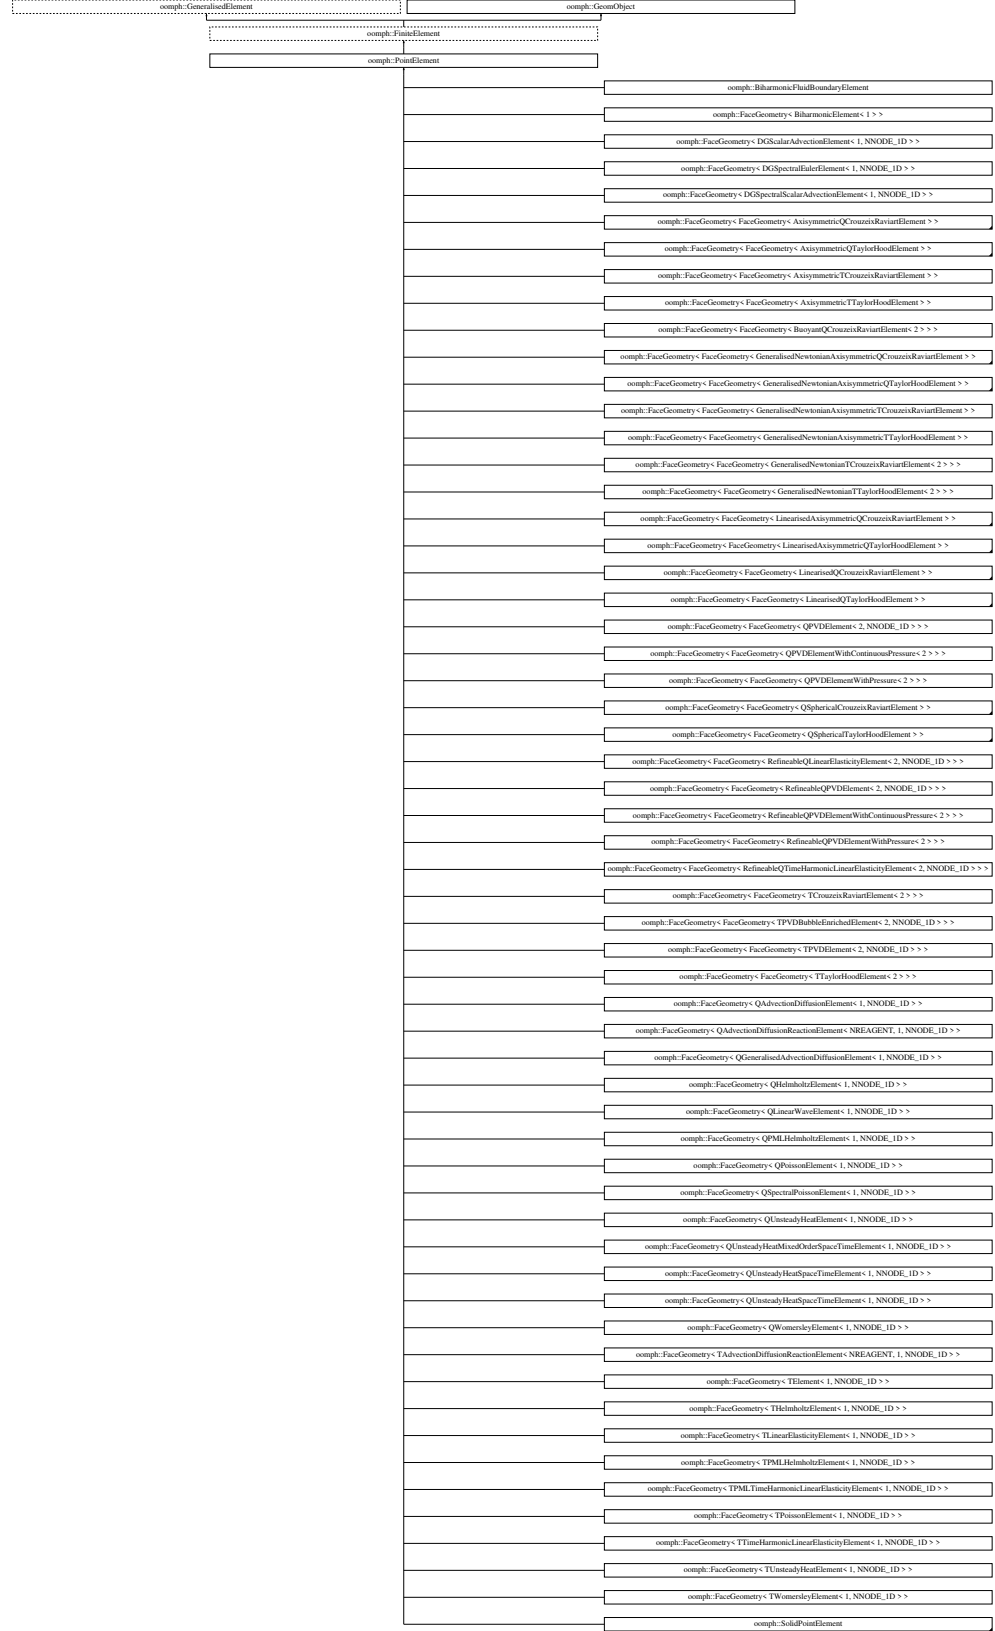 oomph::GeneralisedElement
oomph::GeomObject
oomph::FiniteElement
oomph::PointElement
oomph::BiharmonicFluidBoundaryElement
oomph::FaceGeometry< BiharmonicElement< 1 > >
oomph::FaceGeometry< DGScalarAdvectionElement< 1, NNODE_1D > >
oomph::FaceGeometry< DGSpectralEulerElement< 1, NNODE_1D > >
oomph::FaceGeometry< DGSpectralScalarAdvectionElement< 1, NNODE_1D > >
oomph::FaceGeometry< FaceGeometry< AxisymmetricQCrouzeixRaviartElement > >
oomph::FaceGeometry< FaceGeometry< AxisymmetricQTaylorHoodElement > >
oomph::FaceGeometry< FaceGeometry< AxisymmetricTCrouzeixRaviartElement > >
oomph::FaceGeometry< FaceGeometry< AxisymmetricTTaylorHoodElement > >
oomph::FaceGeometry< FaceGeometry< BuoyantQCrouzeixRaviartElement< 2 > > >
oomph::FaceGeometry< FaceGeometry< GeneralisedNewtonianAxisymmetricQCrouzeixRaviartElement > >
oomph::FaceGeometry< FaceGeometry< GeneralisedNewtonianAxisymmetricQTaylorHoodElement > >
oomph::FaceGeometry< FaceGeometry< GeneralisedNewtonianAxisymmetricTCrouzeixRaviartElement > >
oomph::FaceGeometry< FaceGeometry< GeneralisedNewtonianAxisymmetricTTaylorHoodElement > >
oomph::FaceGeometry< FaceGeometry< GeneralisedNewtonianTCrouzeixRaviartElement< 2 > > >
oomph::FaceGeometry< FaceGeometry< GeneralisedNewtonianTTaylorHoodElement< 2 > > >
oomph::FaceGeometry< FaceGeometry< LinearisedAxisymmetricQCrouzeixRaviartElement > >
oomph::FaceGeometry< FaceGeometry< LinearisedAxisymmetricQTaylorHoodElement > >
oomph::FaceGeometry< FaceGeometry< LinearisedQCrouzeixRaviartElement > >
oomph::FaceGeometry< FaceGeometry< LinearisedQTaylorHoodElement > >
oomph::FaceGeometry< FaceGeometry< QPVDElement< 2, NNODE_1D > > >
oomph::FaceGeometry< FaceGeometry< QPVDElementWithContinuousPressure< 2 > > >
oomph::FaceGeometry< FaceGeometry< QPVDElementWithPressure< 2 > > >
oomph::FaceGeometry< FaceGeometry< QSphericalCrouzeixRaviartElement > >
oomph::FaceGeometry< FaceGeometry< QSphericalTaylorHoodElement > >
oomph::FaceGeometry< FaceGeometry< RefineableQLinearElasticityElement< 2, NNODE_1D > > >
oomph::FaceGeometry< FaceGeometry< RefineableQPVDElement< 2, NNODE_1D > > >
oomph::FaceGeometry< FaceGeometry< RefineableQPVDElementWithContinuousPressure< 2 > > >
oomph::FaceGeometry< FaceGeometry< RefineableQPVDElementWithPressure< 2 > > >
oomph::FaceGeometry< FaceGeometry< RefineableQTimeHarmonicLinearElasticityElement< 2, NNODE_1D > > >
oomph::FaceGeometry< FaceGeometry< TCrouzeixRaviartElement< 2 > > >
oomph::FaceGeometry< FaceGeometry< TPVDBubbleEnrichedElement< 2, NNODE_1D > > >
oomph::FaceGeometry< FaceGeometry< TPVDElement< 2, NNODE_1D > > >
oomph::FaceGeometry< FaceGeometry< TTaylorHoodElement< 2 > > >
oomph::FaceGeometry< QAdvectionDiffusionElement< 1, NNODE_1D > >
oomph::FaceGeometry< QAdvectionDiffusionReactionElement< NREAGENT, 1, NNODE_1D > >
oomph::FaceGeometry< QGeneralisedAdvectionDiffusionElement< 1, NNODE_1D > >
oomph::FaceGeometry< QHelmholtzElement< 1, NNODE_1D > >
oomph::FaceGeometry< QLinearWaveElement< 1, NNODE_1D > >
oomph::FaceGeometry< QPMLHelmholtzElement< 1, NNODE_1D > >
oomph::FaceGeometry< QPoissonElement< 1, NNODE_1D > >
oomph::FaceGeometry< QSpectralPoissonElement< 1, NNODE_1D > >
oomph::FaceGeometry< QUnsteadyHeatElement< 1, NNODE_1D > >
oomph::FaceGeometry< QUnsteadyHeatMixedOrderSpaceTimeElement< 1, NNODE_1D > >
oomph::FaceGeometry< QUnsteadyHeatSpaceTimeElement< 1, NNODE_1D > >
oomph::FaceGeometry< QUnsteadyHeatSpaceTimeElement< 1, NNODE_1D > >
oomph::FaceGeometry< QWomersleyElement< 1, NNODE_1D > >
oomph::FaceGeometry< TAdvectionDiffusionReactionElement< NREAGENT, 1, NNODE_1D > >
oomph::FaceGeometry< TElement< 1, NNODE_1D > >
oomph::FaceGeometry< THelmholtzElement< 1, NNODE_1D > >
oomph::FaceGeometry< TLinearElasticityElement< 1, NNODE_1D > >
oomph::FaceGeometry< TPMLHelmholtzElement< 1, NNODE_1D > >
oomph::FaceGeometry< TPMLTimeHarmonicLinearElasticityElement< 1, NNODE_1D > >
oomph::FaceGeometry< TPoissonElement< 1, NNODE_1D > >
oomph::FaceGeometry< TTimeHarmonicLinearElasticityElement< 1, NNODE_1D > >
oomph::FaceGeometry< TUnsteadyHeatElement< 1, NNODE_1D > >
oomph::FaceGeometry< TWomersleyElement< 1, NNODE_1D > >
oomph::SolidPointElement